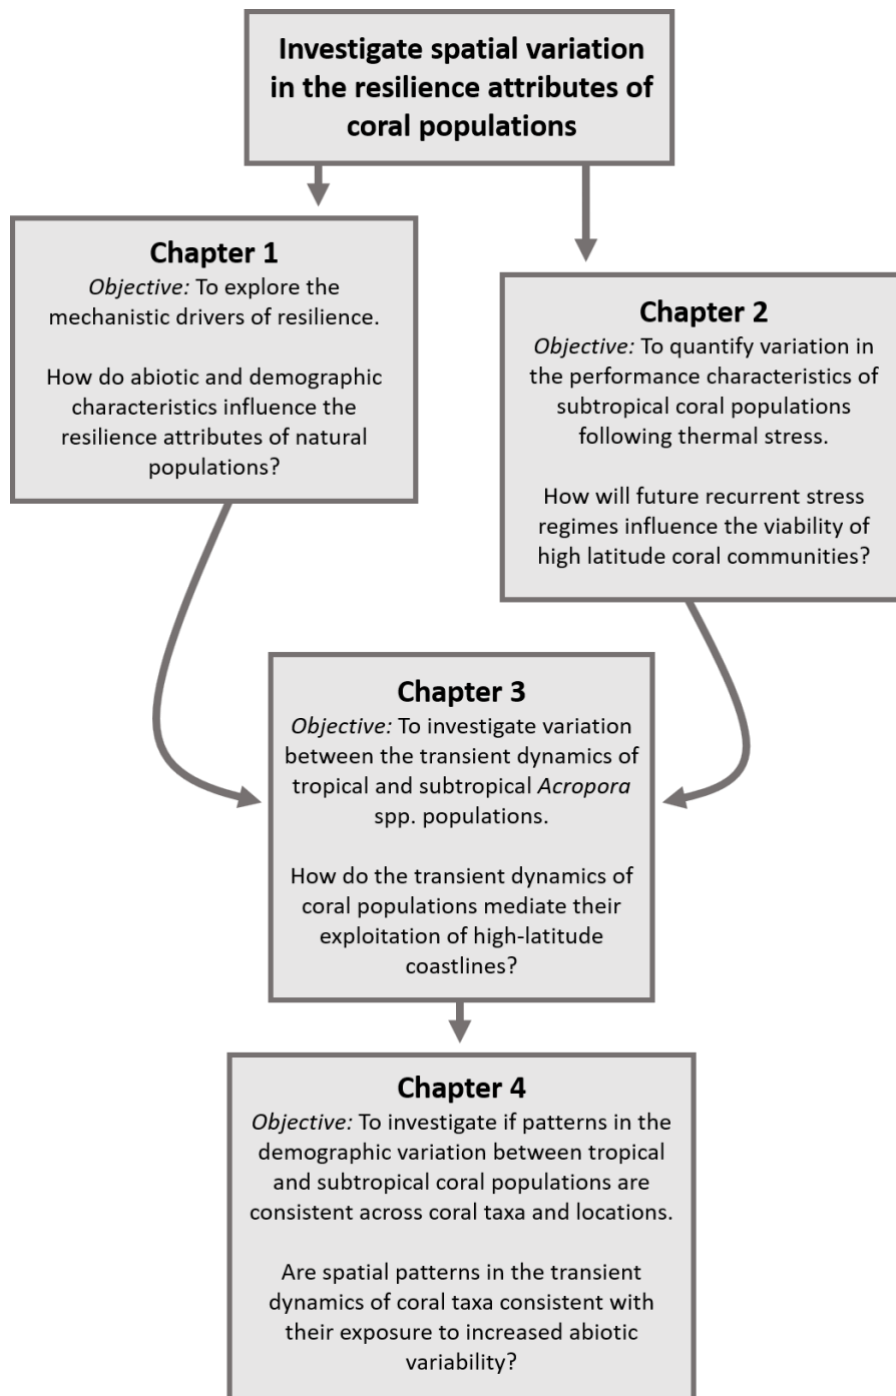 Investigate spatial variation
in the resilience attributes of
coral populations
Chapter 1
Objective: To explore the
mechanistic drivers of resilience.
How do abiotic and demographic
characteristics influence the
resilience attributes of natural
populations?
Chapter 2
Objective: To quantify variation in
the performance characteristics of
subtropical coral populations
following thermal stress.
How will future recurrent stress
regimes influence the viability of
high latitude coral communities?
Chapter 3
Objective: To investigate variation
between the transient dynamics of
tropical and subtropical Acropora
spp. populations.
How do the transient dynamics of
coral populations mediate their
exploitation of high-latitude
coastlines?
Chapter 4
Objective: To investigate if patterns in the
demographic variation between tropical
and subtropical coral populations are
consistent across coral taxa and locations.
Are spatial patterns in the transient
dynamics of coral taxa consistent with
their exposure to increased abiotic
variability?